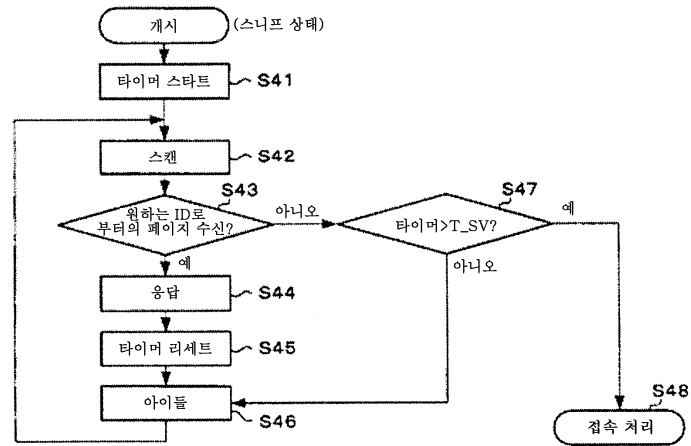 개시 (스니프 상태)
타이머 스타트 S41
스캔 S42
S43
원하는 ID로
부터의 페이지 수신?
아니오
예
S47
타이머>T_SV?
예
아니오
응답 S44
타이머 리세트 S45
아이들 S46
S48
접속 처리